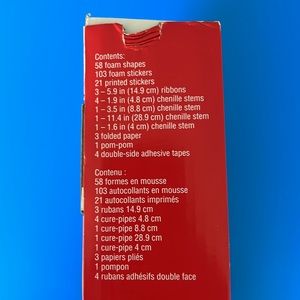 Contents:
58 foam shapes
103 foam stickers
21 printed stickers
3 – 5.9 in (14.9 cm) ribbons
4 – 1.9 in (4.8 cm) chenille stems
1 – 3.5 in (8.8 cm) chenille stem
1 – 11.4 in (28.9 cm) chenille stem
1 – 1.6 in (4 cm) chenille stem
3 folded paper
1 pom-pom
4 double-side adhesive tapes
Contenu :
58 formes en mousse
103 autocollants en mousse
21 autocollants imprimés
3 rubans 14.9 cm
4 cure-pipes 4.8 cm
1 cure-pipe 8.8 cm
1 cure-pipe 28.9 cm
1 cure-pipe 4 cm
3 papiers pliés
1 pompon
4 rubans adhésifs double face